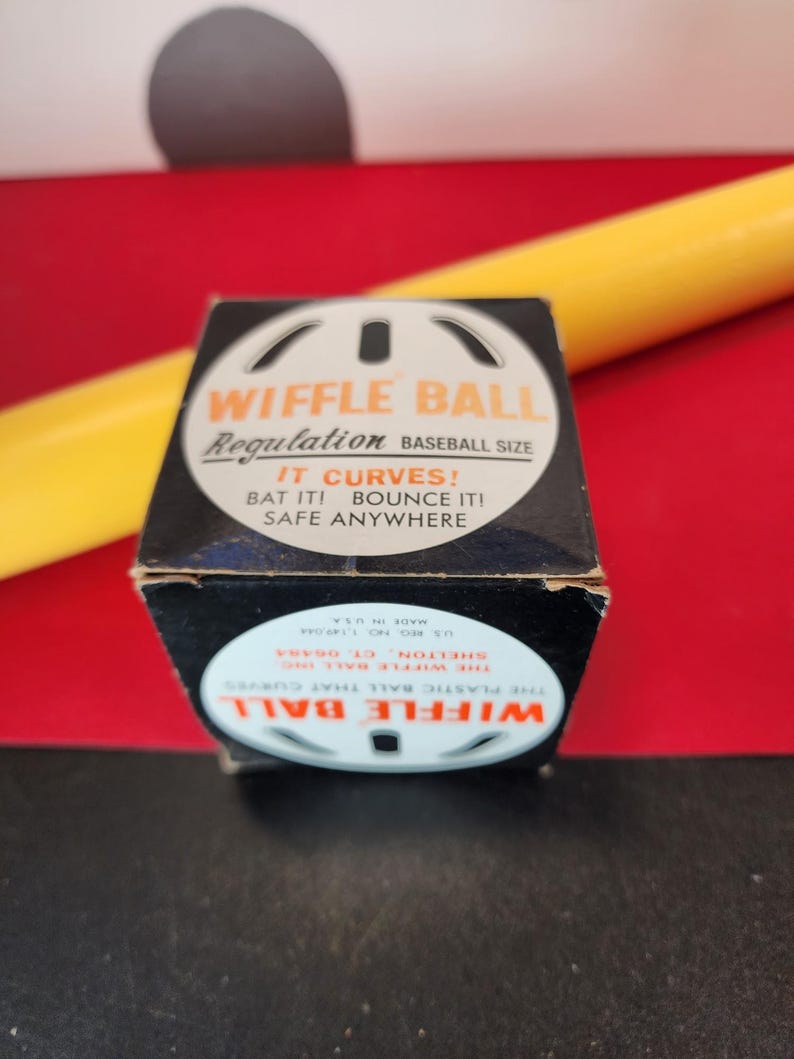 WIFFLE® BALL
Regulation BASEBALL SIZE
IT CURVES!
BAT IT! BOUNCE IT!
SAFE ANYWHERE
WIFFLE® BALL
THE PLASTIC BALL THAT CURVES
THE WIFFLE BALL INC.
SHELTON, CT. 06484
U.S. REG. NO. 1,149,044
MADE IN U.S.A.